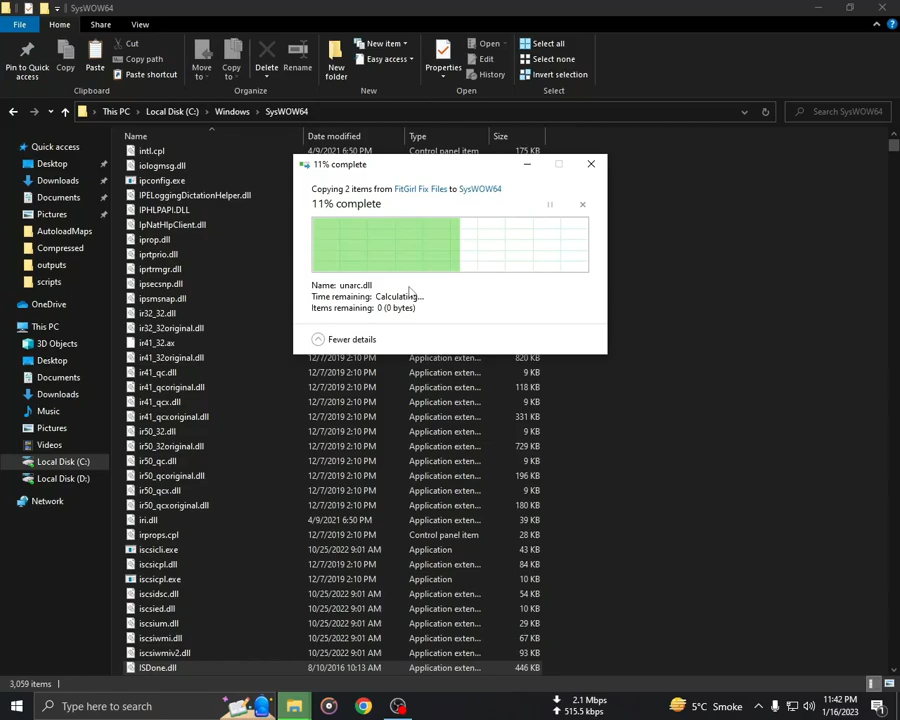 SysWOW64
File Home Share View
Pin to Quick access
Copy
Paste
Cut
Copy path
Paste shortcut
Clipboard
Move to
Copy to
Delete
Rename
Organize
New folder
New item
Easy access
New
Properties
Open
Edit
History
Open
Select all
Select none
Invert selection
Select
This PC Local Disk (C:) Windows SysWOW64
Search SysWOW64
Quick access
Desktop
Downloads
Documents
Pictures
AutoloadMaps
Compressed
outputs
scripts
OneDrive
This PC
3D Objects
Desktop
Documents
Downloads
Music
Pictures
Videos
Local Disk (C:)
Local Disk (D:)
Network
Name Date modified Type Size
intl.cpl 4/9/2021 6:50 PM Control panel item 175 KB
iologmsg.dll
ipconfig.exe
IPELoggingDictationHelper.dll
IPHLPAPI.DLL
IpNatHlpClient.dll
iprop.dll
iprtprio.dll
iprtrmgr.dll
ipsecsnp.dll
ipsmsnap.dll
ir32_32.dll
ir32_32original.dll
ir41_32.ax
ir41_32original.dll 12/7/2019 2:10 PM Application exten... 820 KB
ir41_qc.dll 12/7/2019 2:10 PM Application exten... 9 KB
ir41_qcoriginal.dll 12/7/2019 2:10 PM Application exten... 118 KB
ir41_qcx.dll 12/7/2019 2:10 PM Application exten... 9 KB
ir41_qcxoriginal.dll 12/7/2019 2:10 PM Application exten... 331 KB
ir50_32.dll 12/7/2019 2:10 PM Application exten... 9 KB
ir50_32original.dll 12/7/2019 2:10 PM Application exten... 729 KB
ir50_qc.dll 12/7/2019 2:10 PM Application exten... 9 KB
ir50_qcoriginal.dll 12/7/2019 2:10 PM Application exten... 196 KB
ir50_qcx.dll 12/7/2019 2:10 PM Application exten... 9 KB
ir50_qcxoriginal.dll 12/7/2019 2:10 PM Application exten... 180 KB
iri.dll 4/9/2021 6:50 PM Application exten... 39 KB
irprops.cpl 12/7/2019 2:10 PM Control panel item 28 KB
iscsicli.exe 10/25/2022 9:01 AM Application 43 KB
iscsicpl.dll 12/7/2019 2:10 PM Application exten... 84 KB
iscsicpl.exe 12/7/2019 2:10 PM Application 9 KB
iscsidsc.dll 10/25/2022 9:01 AM Application exten... 54 KB
iscsied.dll 10/25/2022 9:01 AM Application exten... 9 KB
iscsium.dll 10/25/2022 9:01 AM Application exten... 29 KB
iscsiwmi.dll 10/25/2022 9:01 AM Application exten... 67 KB
iscsiwmiv2.dll 10/25/2022 9:01 AM Application exten... 93 KB
ISDone.dll 8/10/2016 10:13 AM Application exten... 446 KB
11% complete
Copying 2 items from FitGirl Fix Files to SysWOW64
11% complete
Name: unarc.dll
Time remaining: Calculating...
Items remaining: 0 (0 bytes)
Fewer details
3,059 items
Type here to search
2.1 Mbps
515.5 kbps
5°C Smoke
11:42 PM
1/16/2023
1